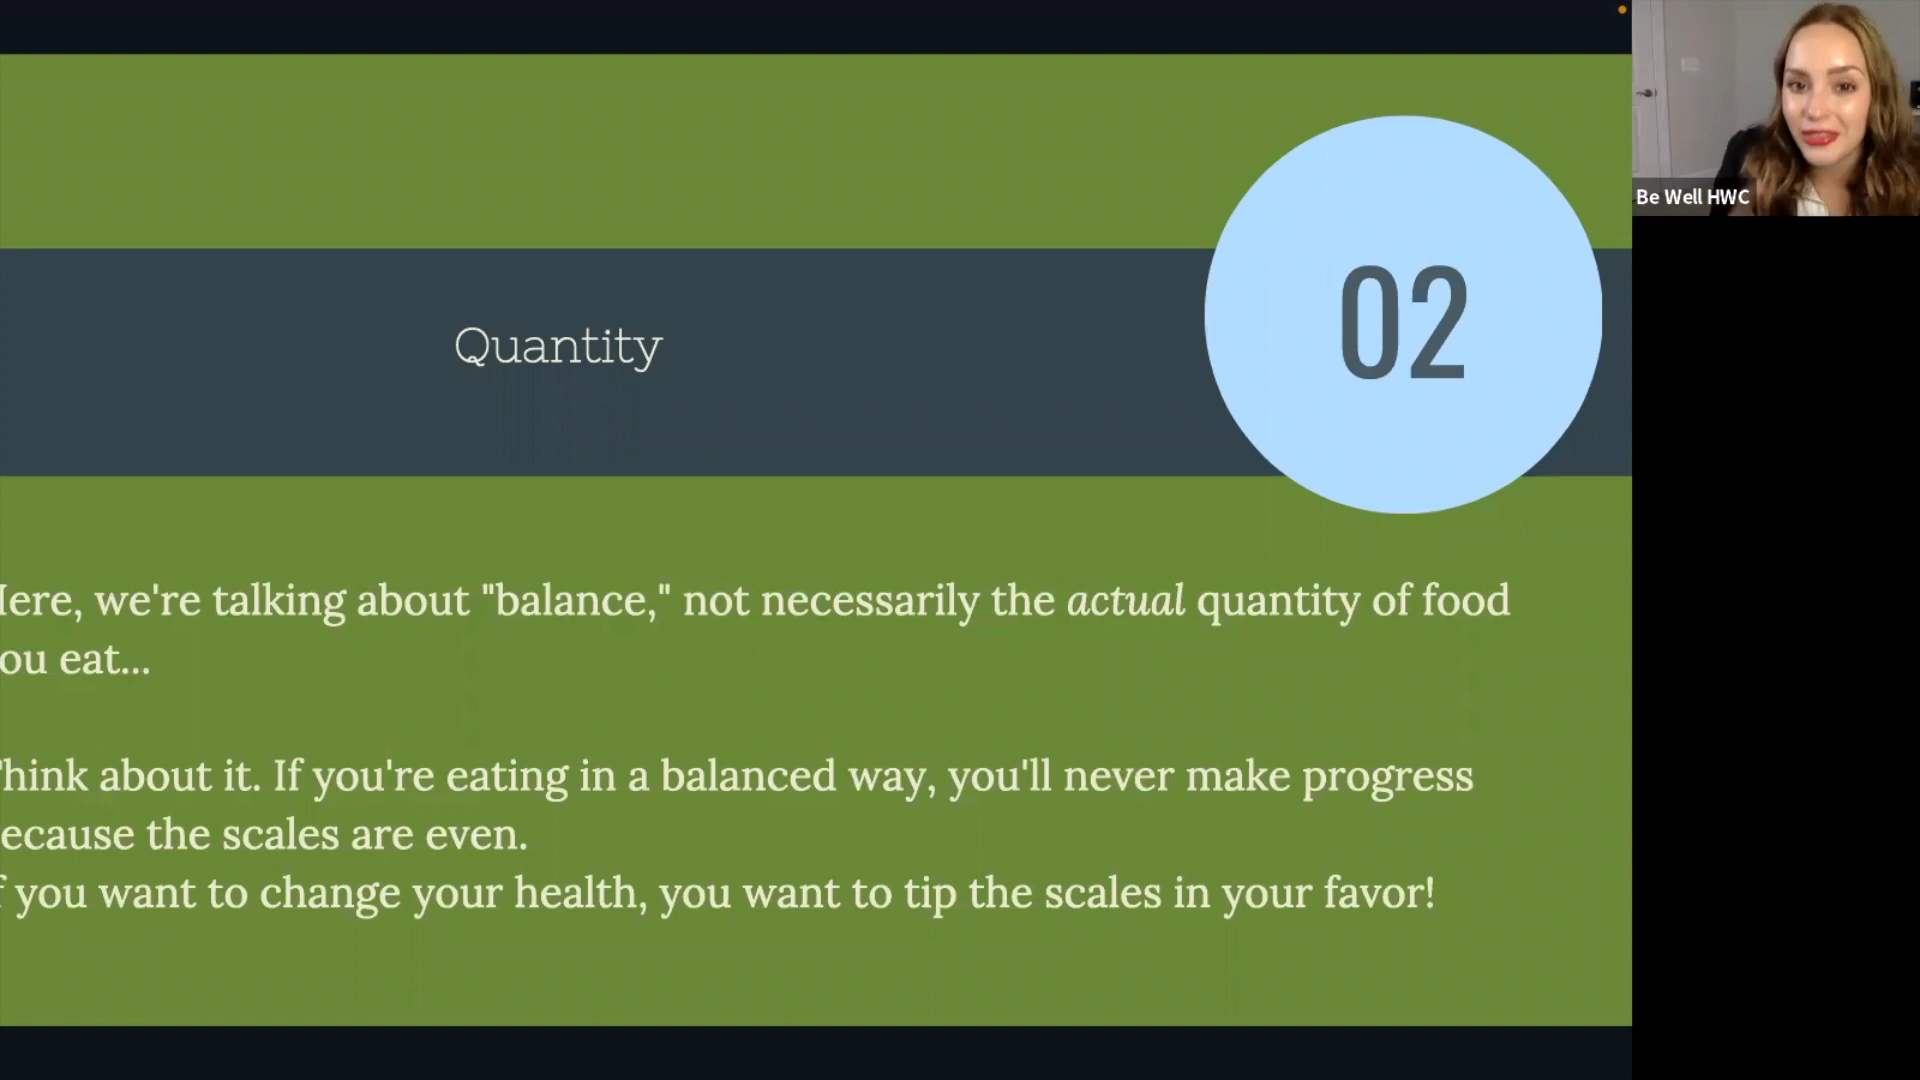 Quantity
02
Here, we're talking about "balance," not necessarily the actual quantity of food
ou eat...
Think about it. If you're eating in a balanced way, you'll never make progress
ecause the scales are even.
f you want to change your health, you want to tip the scales in your favor!
Be Well HWC